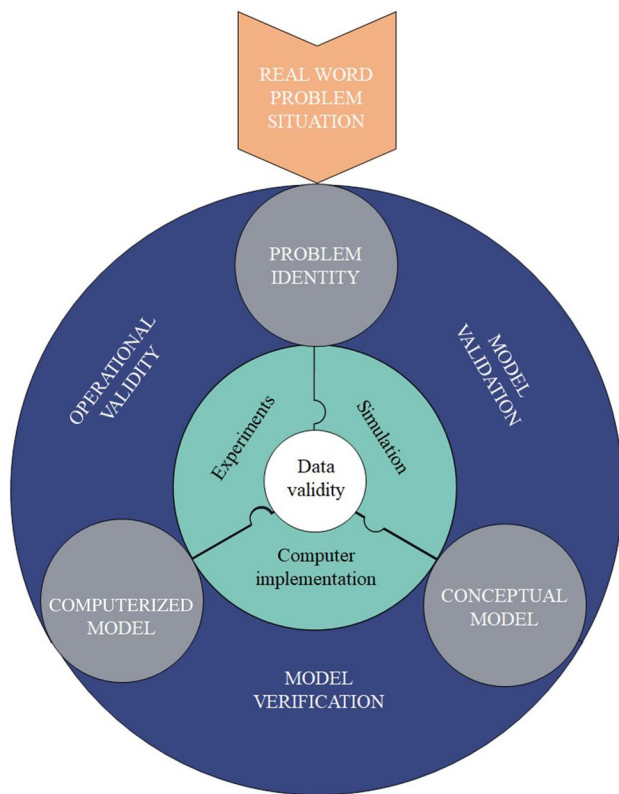 REAL WORD
PROBLEM
SITUATION
PROBLEM
IDENTITY
OPERATIONAL
VALIDITY
MODEL
VALIDATION
Experiments
Simulation
Data
validity
Computer
implementation
COMPUTERIZED
MODEL
CONCEPTUAL
MODEL
MODEL
VERIFICATION